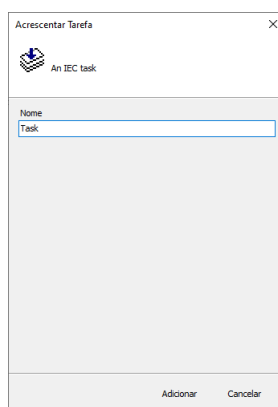 Acrescentar Tarefa
An IEC task
Nome
Task
Adicionar Cancelar